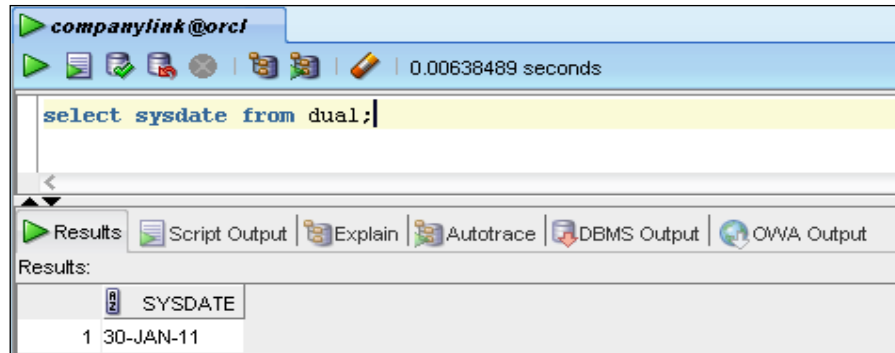 companylink@orcl
0.00638489 seconds
select sysdate from dual;
Results Script Output Explain Autotrace DBMS Output OWA Output
Results:
SYSDATE
1 30-JAN-11